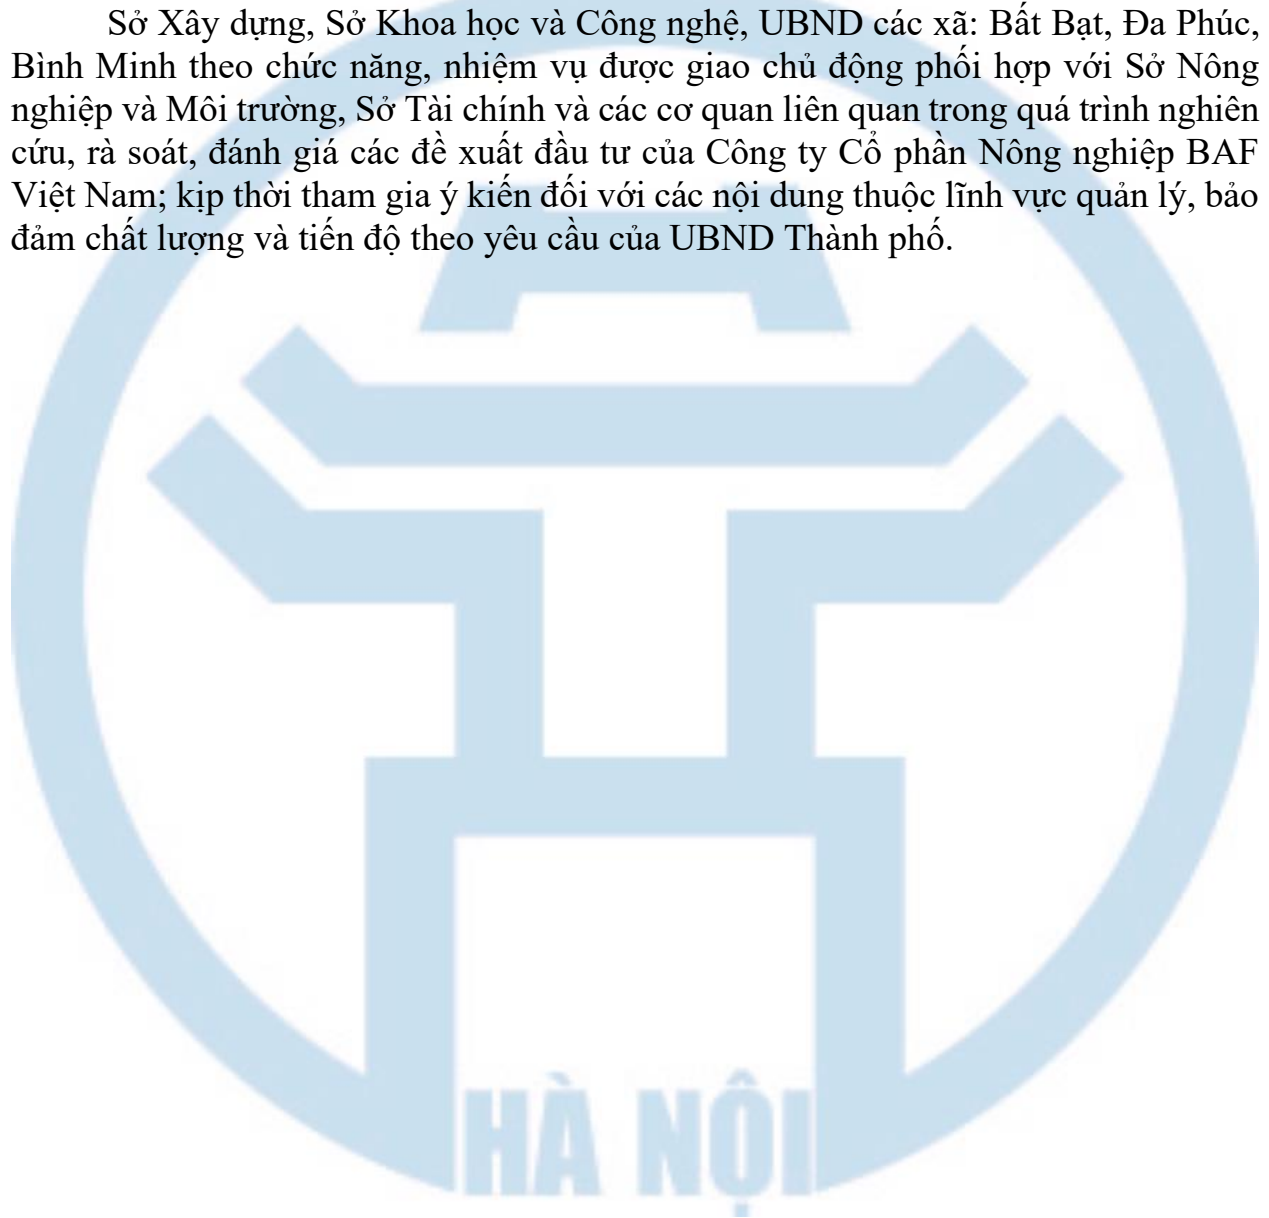 Sở Xây dựng, Sở Khoa học và Công nghệ, UBND các xã: Bất Bạt, Đa Phúc,
Bình Minh theo chức năng, nhiệm vụ được giao chủ động phối hợp với Sở Nông
nghiệp và Môi trường, Sở Tài chính và các cơ quan liên quan trong quá trình nghiên
cứu, rà soát, đánh giá các đề xuất đầu tư của Công ty Cổ phần Nông nghiệp BAF
Việt Nam; kịp thời tham gia ý kiến đối với các nội dung thuộc lĩnh vực quản lý, bảo
đảm chất lượng và tiến độ theo yêu cầu của UBND Thành phố.
HÀ NỘI